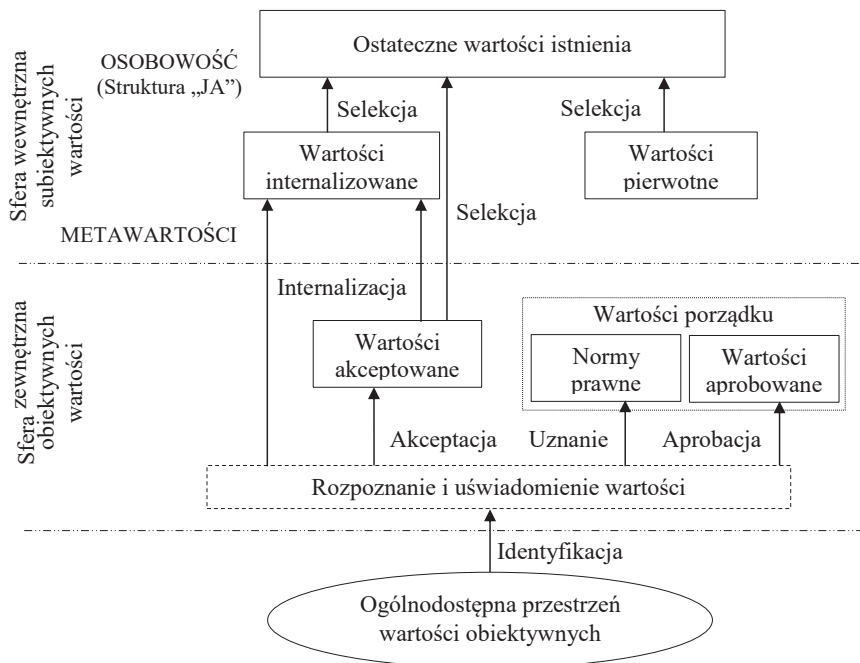 Ostateczne wartości istnienia
OSOBOWOŚĆ
(Struktura „JA”)
Selekcja
Selekcja
Wartości
internalizowane
Wartości
pierwotne
Sfera wewnętrzna
subiektywnych
wartości
Selekcja
METAWARTOŚCI
Internalizacja
Wartości porządku
Wartości
akceptowane
Normy
prawne
Wartości
aprobowane
Sfera zewnętrzna
obiektywnych
wartości
Akceptacja
Uznanie
Aprobacja
Rozpoznanie i uświadomienie wartości
Identyfikacja
Ogólnodostępna przestrzeń
wartości obiektywnych